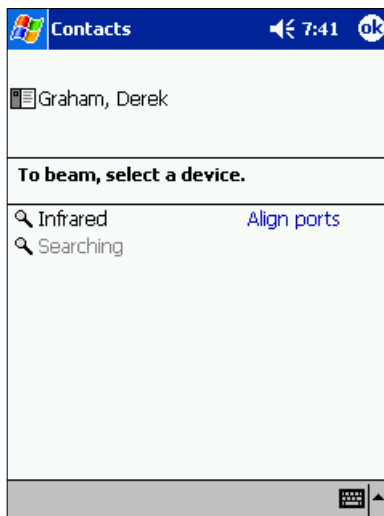 Contacts 7:41 ok
Graham, Derek
To beam, select a device.
Infrared Align ports
Searching